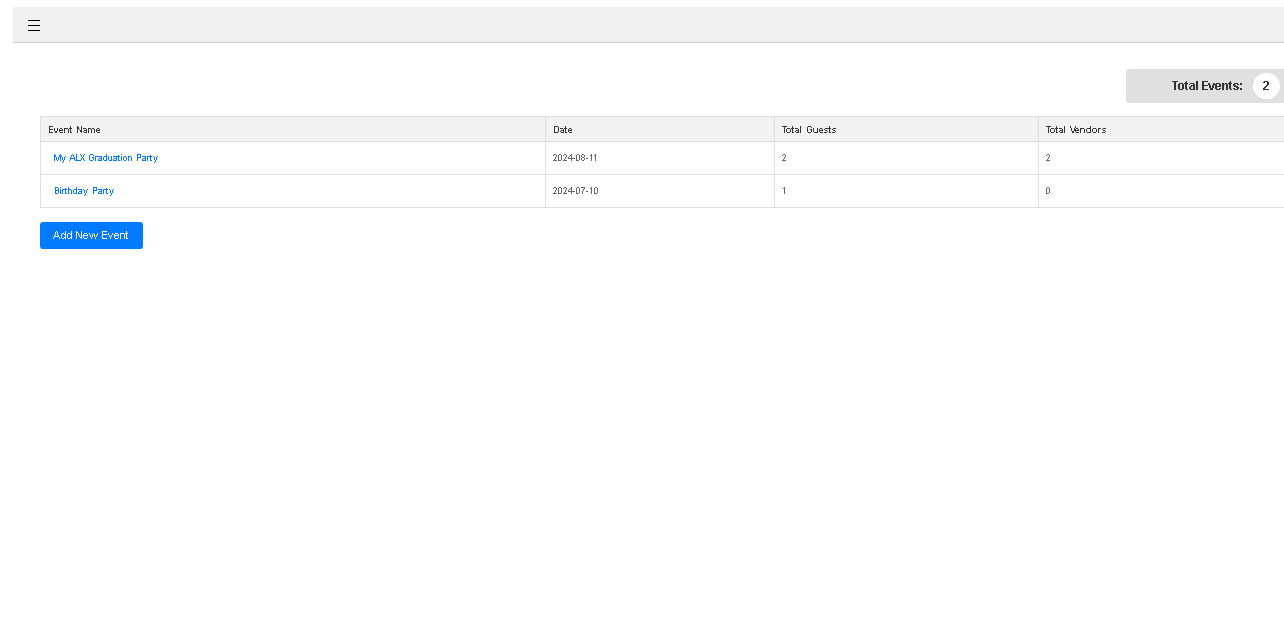 Total Events: 2
Event Name Date Total Guests Total Vendors
My ALX Graduation Party 2024-08-11 2 2
Birthday Party 2024-07-10 1 0
Add New Event